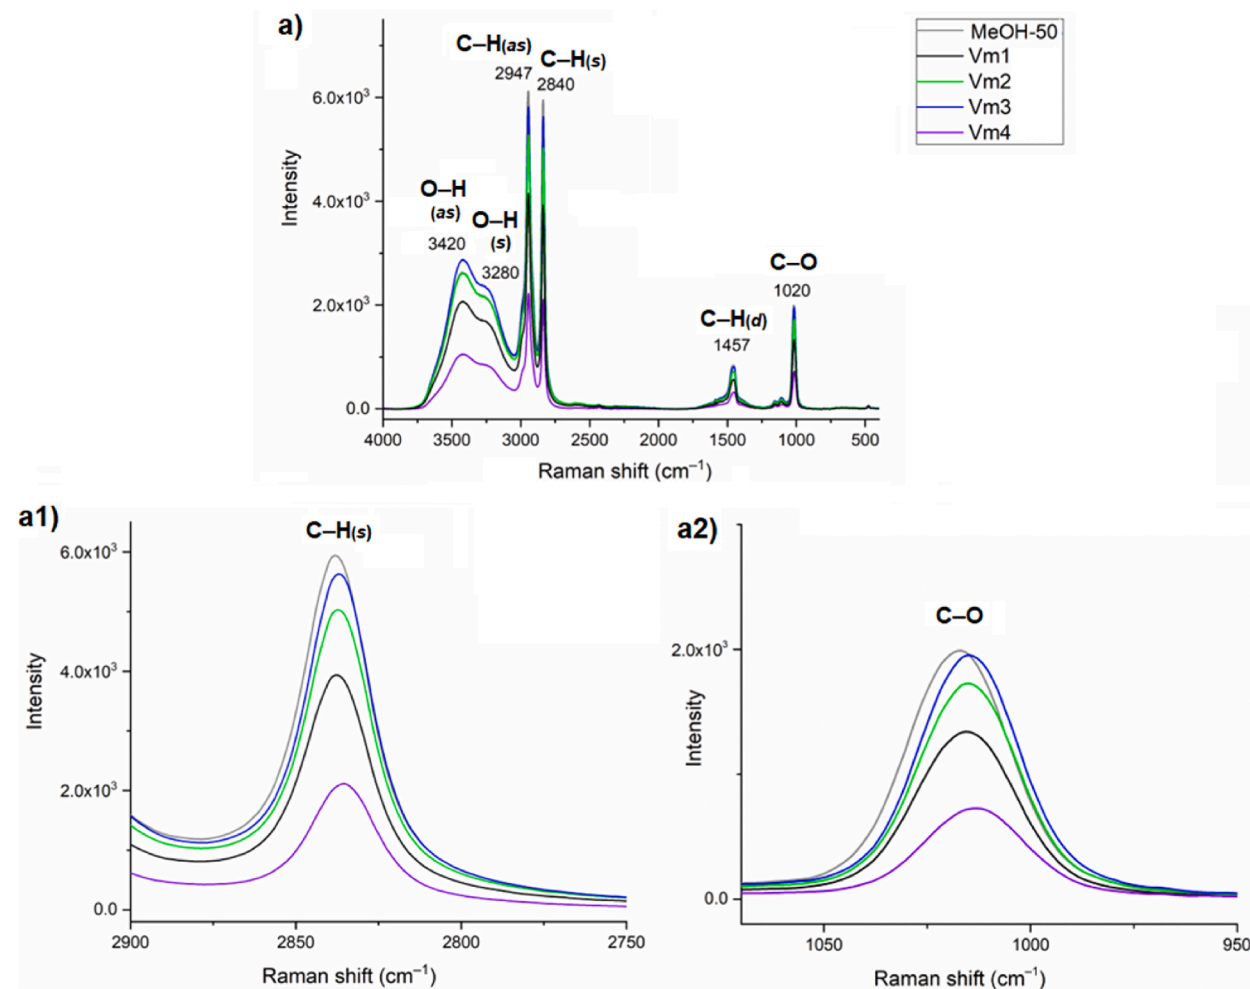 a)
C–H(as)
2947
C–H(s)
2840
MeOH-50
Vm1
Vm2
Vm3
Vm4
6.0x10³
4.0x10³
2.0x10³
0.0
Intensity
O–H
(as)
3420
O–H
(s)
3280
C–H(d)
1457
C–O
1020
4000 3500 3000 2500 2000 1500 1000 500
Raman shift (cm⁻¹)
a1)
C–H(s)
6.0x10³
4.0x10³
2.0x10³
0.0
Intensity
2900 2850 2800 2750
Raman shift (cm⁻¹)
a2)
C–O
2.0x10³
0.0
Intensity
1050 1000 950
Raman shift (cm⁻¹)